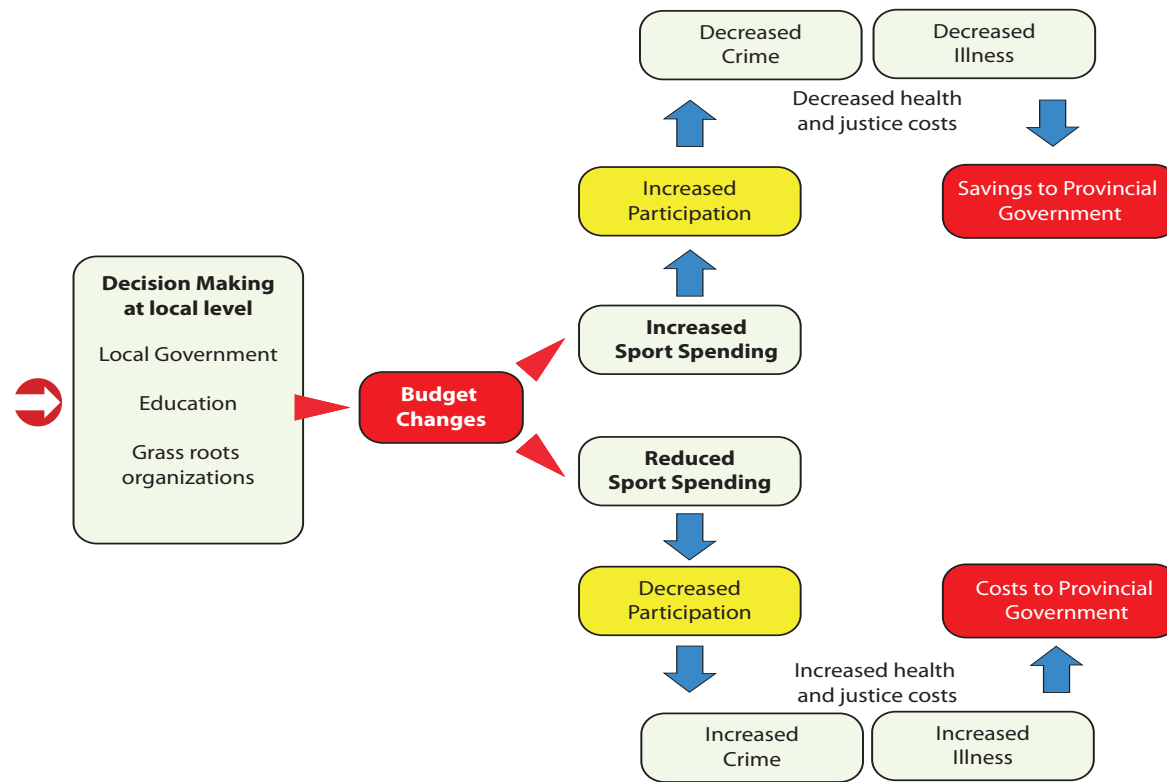 Decreased
Crime
Decreased
Illness
Decreased health
and justice costs
Increased
Participation
Savings to Provincial
Government
Decision Making
at local level
Local Government
Education
Grass roots
organizations
Budget
Changes
Increased
Sport Spending
Reduced
Sport Spending
Decreased
Participation
Costs to Provincial
Government
Increased health
and justice costs
Increased
Crime
Increased
Illness